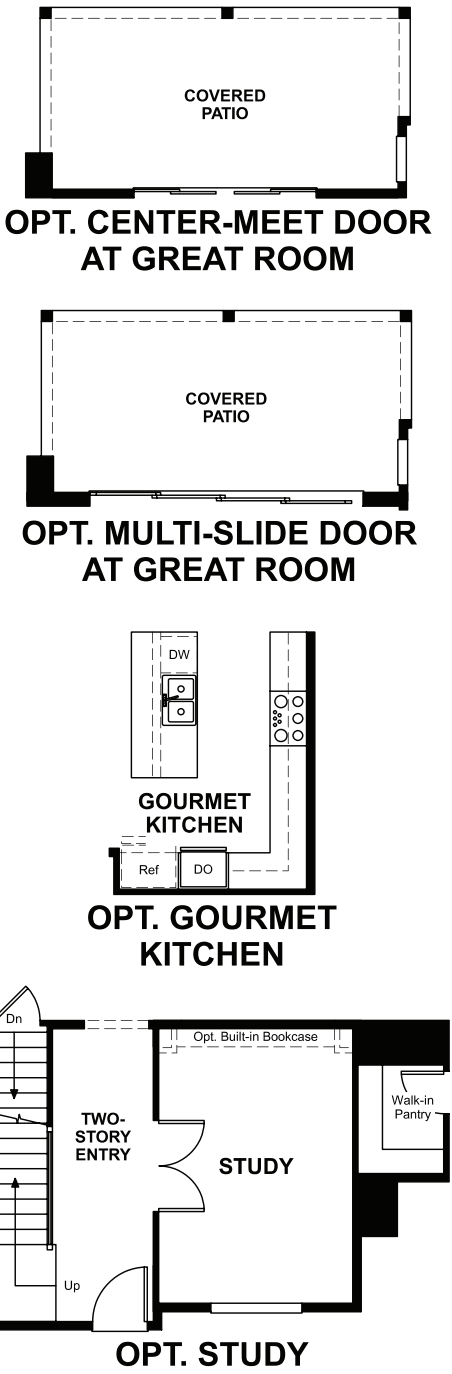 COVERED
PATIO
OPT. CENTER-MEET DOOR
AT GREAT ROOM
COVERED
PATIO
OPT. MULTI-SLIDE DOOR
AT GREAT ROOM
DW
GOURMET
KITCHEN
Ref
DO
OPT. GOURMET
KITCHEN
Dn
Opt. Built-in Bookcase
Walk-in
Pantry
TWO-
STORY
ENTRY
STUDY
Up
OPT. STUDY